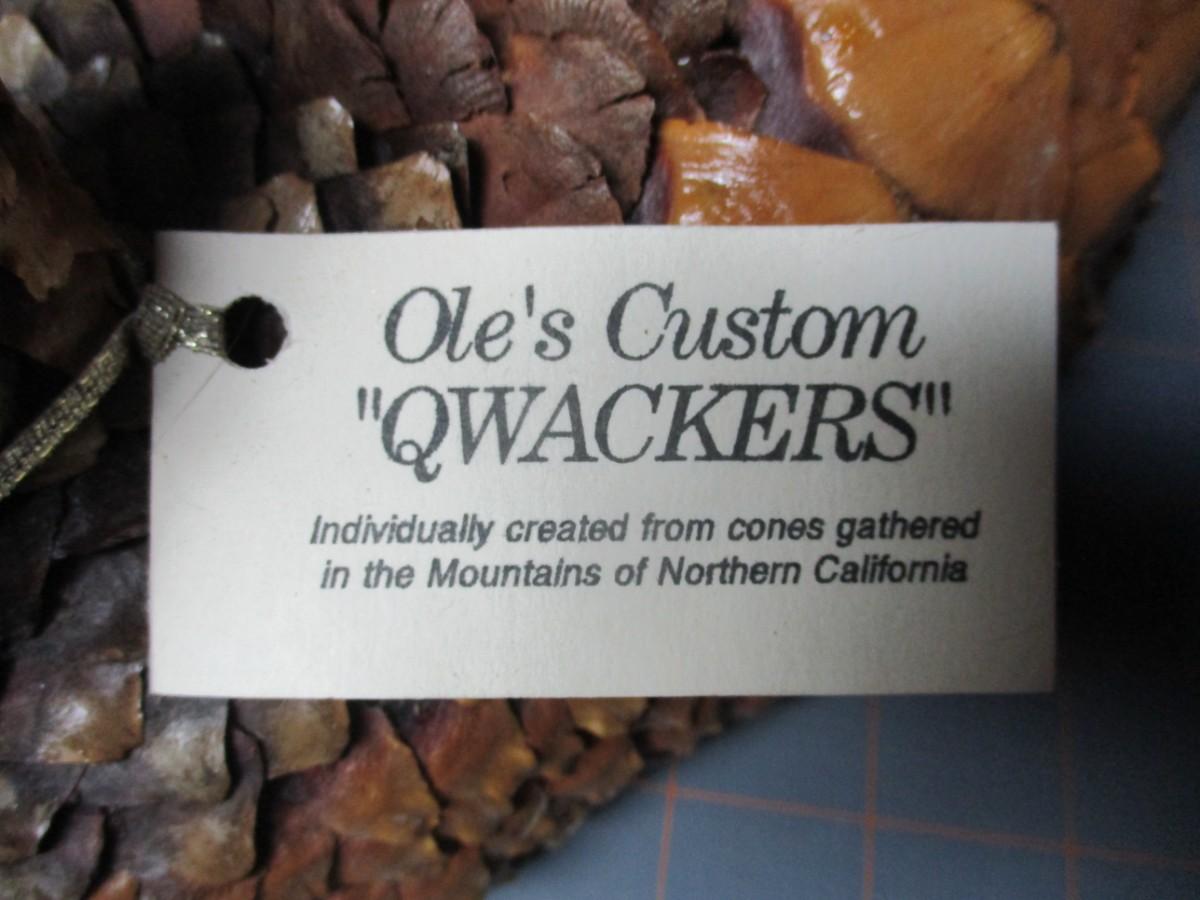 Ole's Custom
"QWACKERS"
Individually created from cones gathered
in the Mountains of Northern California